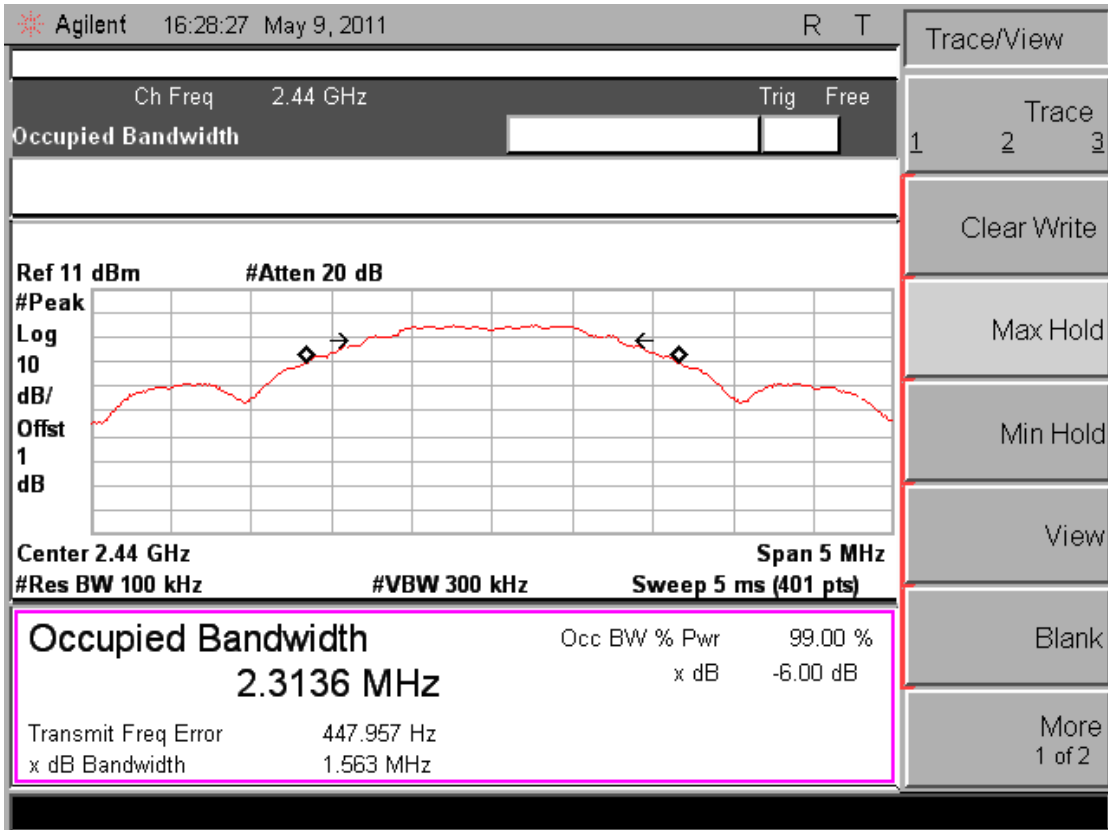 Agilent 16:28:27 May 9, 2011 R T
Trace/View
Ch Freq 2.44 GHz Trig Free
Occupied Bandwidth
Trace
1 2 3
Clear Write
Max Hold
Min Hold
View
Blank
More
1 of 2
Ref 11 dBm #Atten 20 dB
#Peak
Log
10
dB/
Offst
1
dB
Center 2.44 GHz Span 5 MHz
#Res BW 100 kHz #VBW 300 kHz Sweep 5 ms (401 pts)
Occupied Bandwidth
2.3136 MHz
Occ BW % Pwr 99.00 %
x dB -6.00 dB
Transmit Freq Error 447.957 Hz
x dB Bandwidth 1.563 MHz